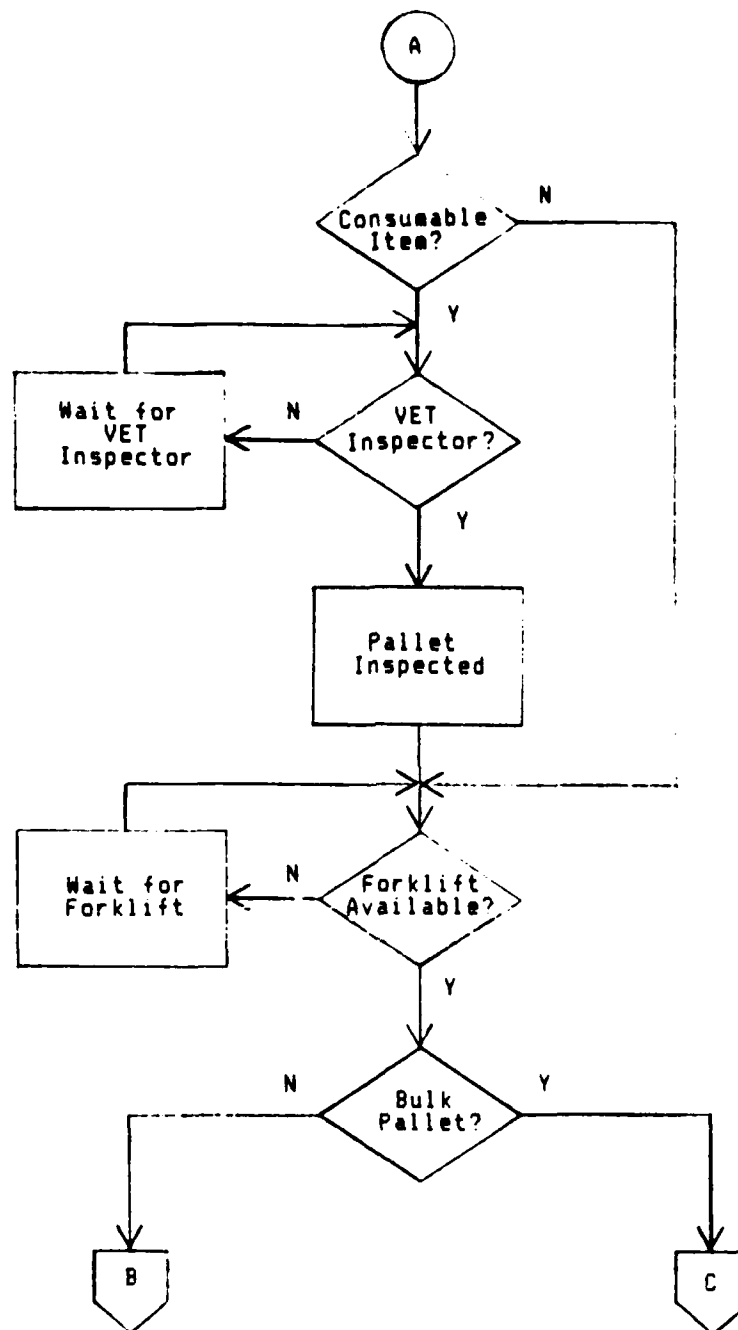 A
Consumable
Item?
N
Y
Wait for
VET
Inspector
N
VET
Inspector?
Y
Pallet
Inspected
Wait for
Forklift
N
Forklift
Available?
Y
N
Bulk
Pallet?
Y
B
C